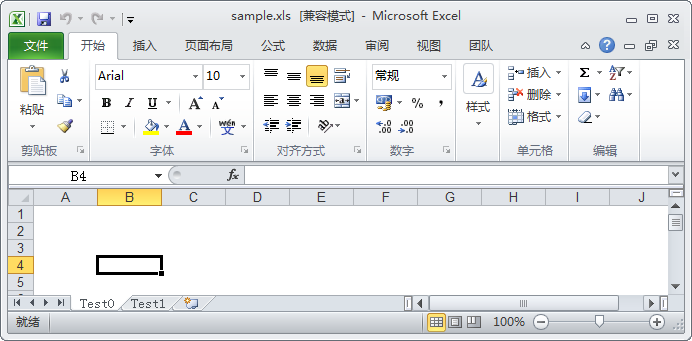 sample.xls [兼容模式] - Microsoft Excel
文件 开始 插入 页面布局 公式 数据 审阅 视图 团队
Arial 10 常规 插入
粘贴 B I U A A 样式 删除
A wén 文 格式
剪贴板 字体 对齐方式 数字 单元格 编辑
B4 fx
A B C D E F G H I J
1
2
3
4
5
Test0 Test1
就绪 100%